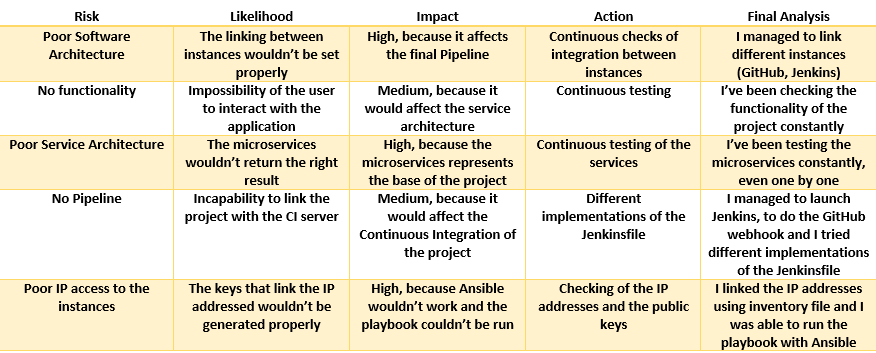 Risk
Likelihood
Impact
Action
Final Analysis
Poor Software
Architecture
The linking between
instances wouldn't be set
properly
High, because it affects
the final Pipeline
Continuous checks of
integration between
instances
I managed to link
different instances
(GitHub, Jenkins)
No functionality
Impossibility of the user
to interact with the
application
Medium, because it
would affect the service
architecture
Continuous testing
I've been checking the
functionality of the
project constantly
Poor Service Architecture
The microservices
wouldn't return the right
result
High, because the
microservices represents
the base of the project
Continuous testing of the
services
I've been testing the
microservices constantly,
even one by one
No Pipeline
Incapability to link the
project with the CI server
Medium, because it
would affect the
Continuous Integration of
the project
Different
implementations of the
Jenkinsfile
I managed to launch
Jenkins, to do the GitHub
webhook and I tried
different implementations
of the Jenkinsfile
Poor IP access to the
instances
The keys that link the IP
addressed wouldn't be
generated properly
High, because Ansible
wouldn't work and the
playbook couldn't be run
Checking of the IP
addresses and the public
keys
I linked the IP addresses
using inventory file and I
was able to run the
playbook with Ansible